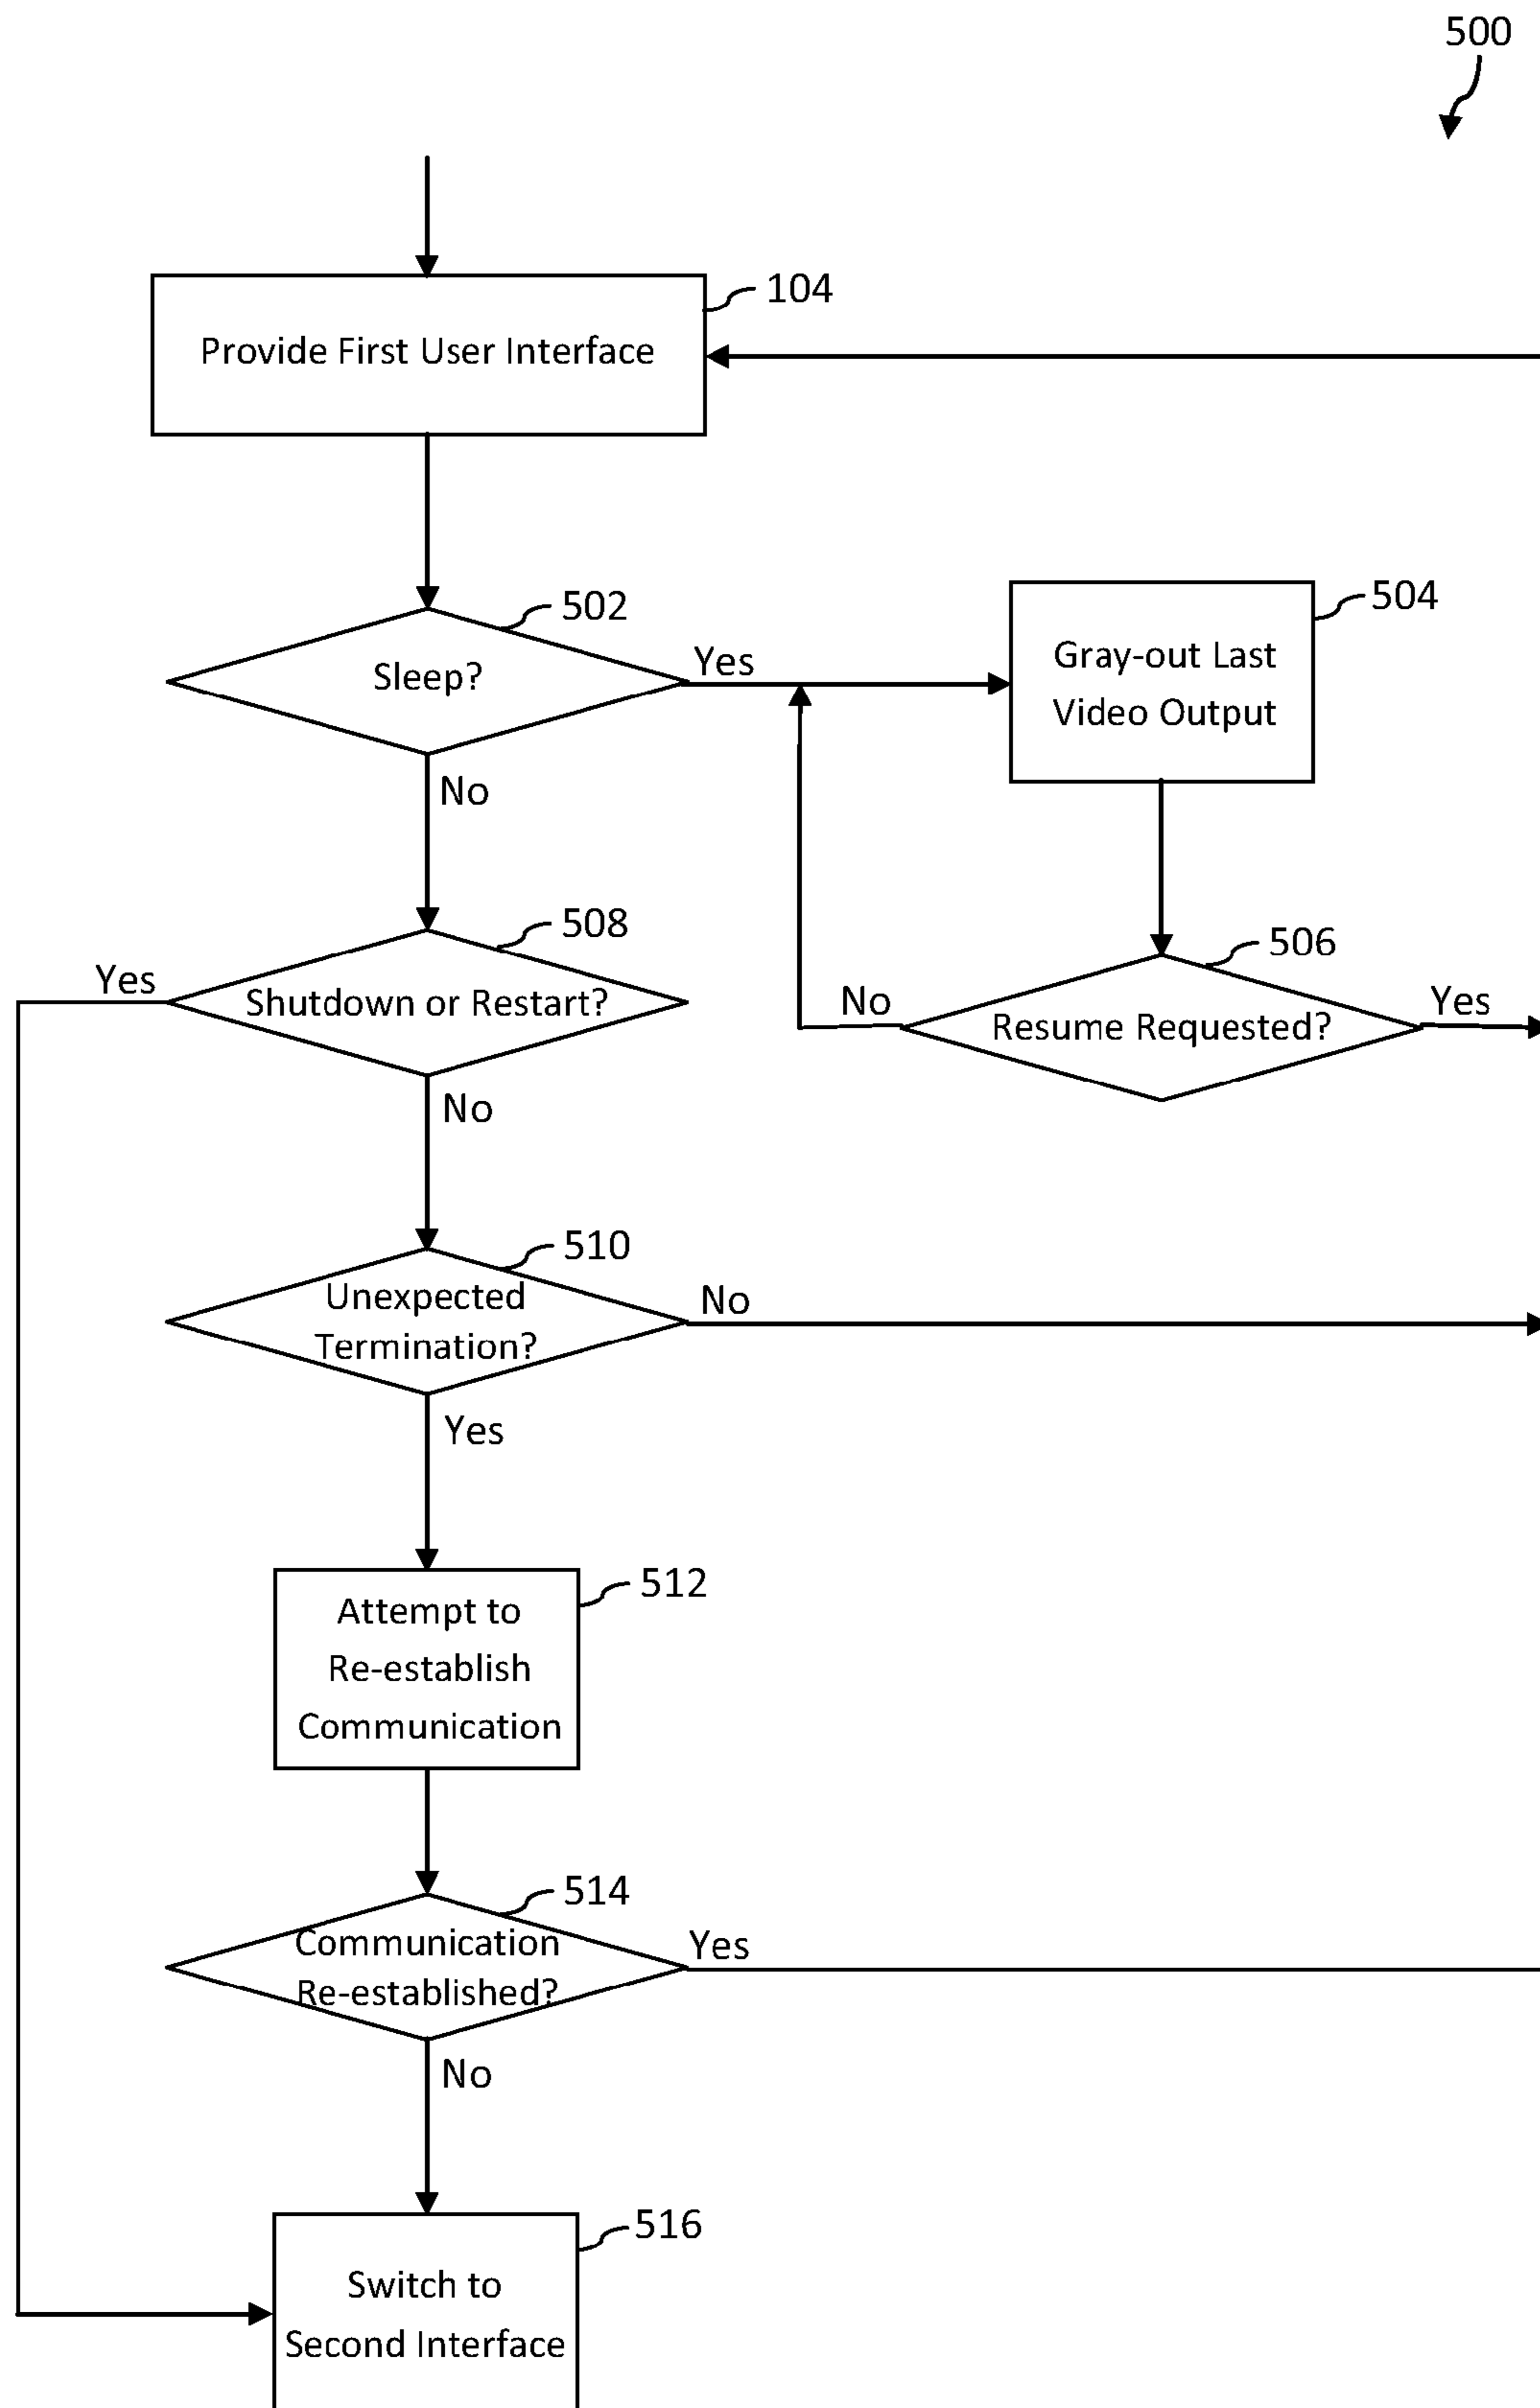 500
104
Provide First User Interface
502
Sleep?
Yes
504
Gray-out Last
Video Output
No
508
Yes
Shutdown or Restart?
506
No
Resume Requested?
Yes
No
510
Unexpected
Termination?
No
Yes
512
Attempt to
Re-establish
Communication
514
Communication
Re-established?
Yes
No
516
Switch to
Second Interface